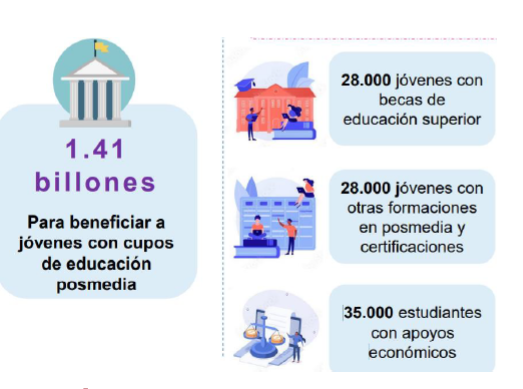 1.41
billones
Para beneficiar a
jóvenes con cupos
de educación
posmedia
28.000 jóvenes con
becas de
educación superior
28.000 jóvenes con
otras formaciones
en posmedia y
certificaciones
35.000 estudiantes
con apoyos
económicos